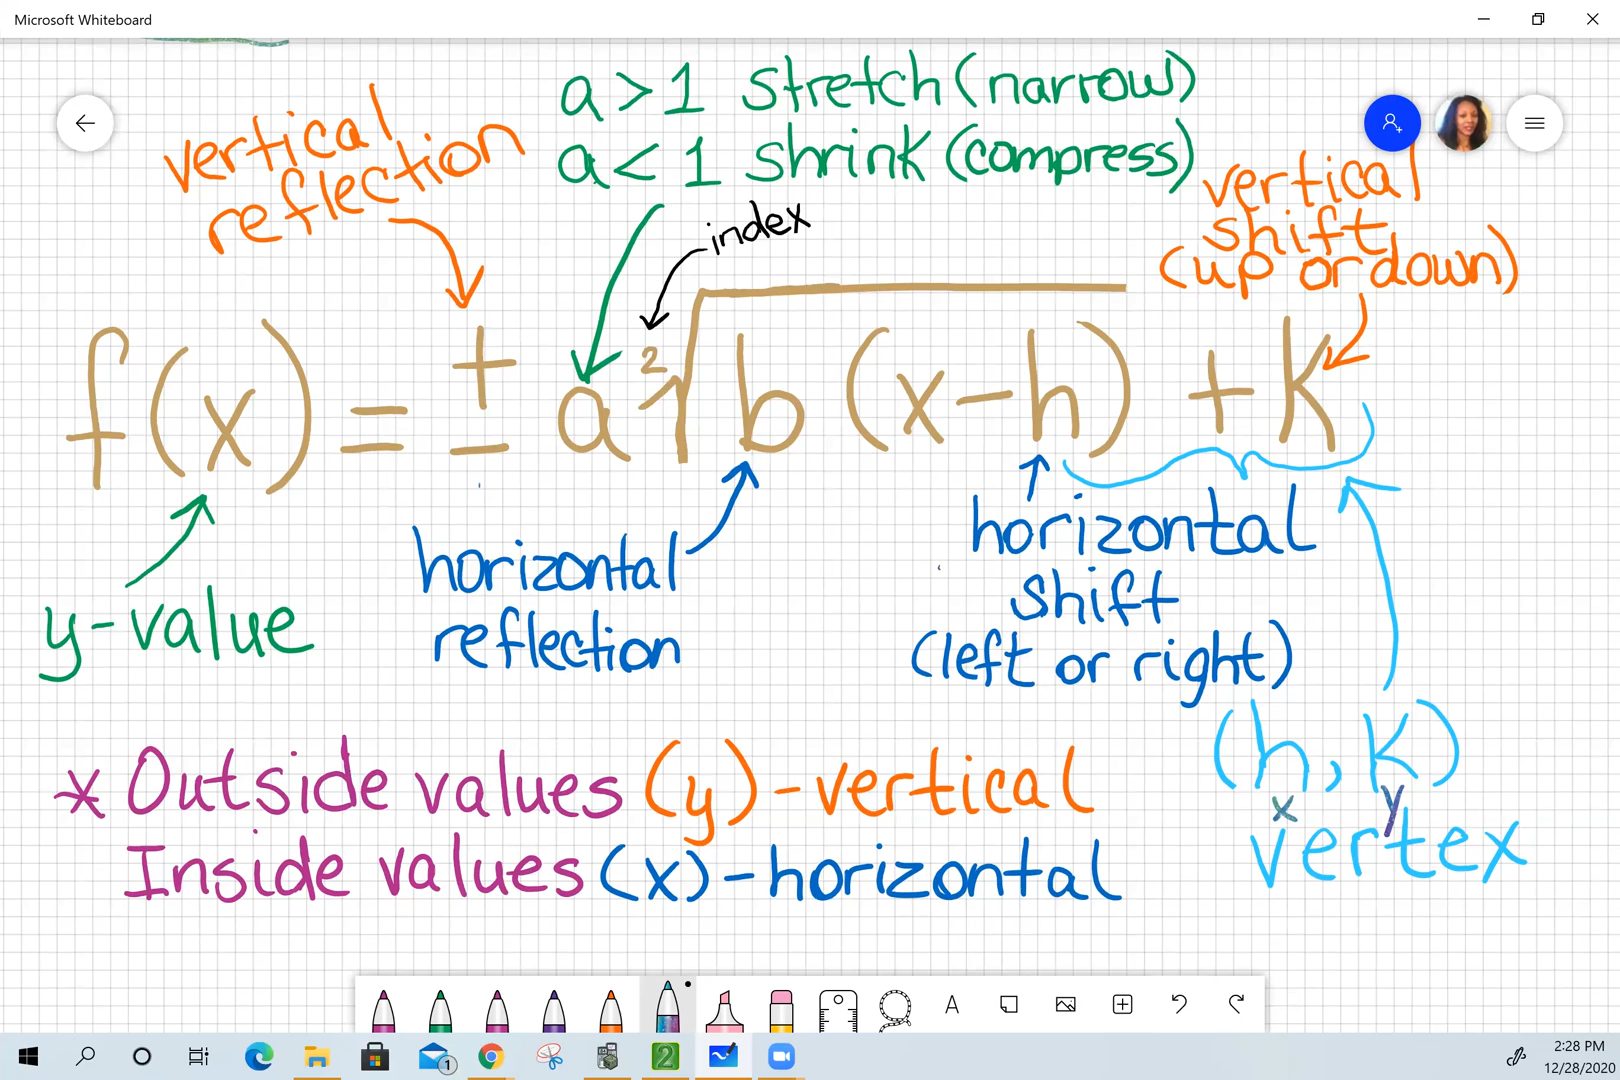 Microsoft Whiteboard
a > 1 stretch (narrow)
a < 1 shrink (compress)
vertical
reflection
index
vertical
shift
(up or down)
f(x) = ± a ²√b(x-h) + k
horizontal
reflection
horizontal
shift
(left or right)
y-value
(h, k)
x y
vertex
* Outside values (y) - vertical
Inside values (x) - horizontal
A
1
2
2:28 PM
12/28/2020